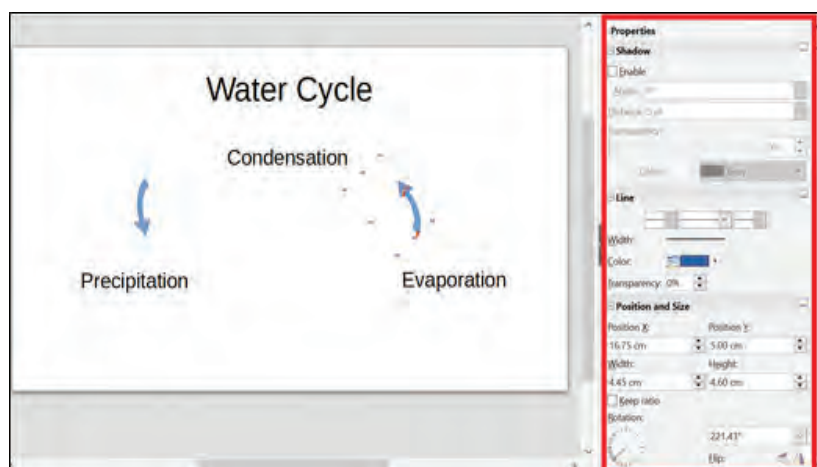 Water Cycle
Condensation
Precipitation
Evaporation
Properties
Shadow
Enable
Line
Width:
Color:
Transparency: 0%
Position and Size
Position X: Position Y:
16.75 cm 5.00 cm
Width: Height:
4.45 cm 4.60 cm
Keep ratio
Rotation:
221.41°
Flip: